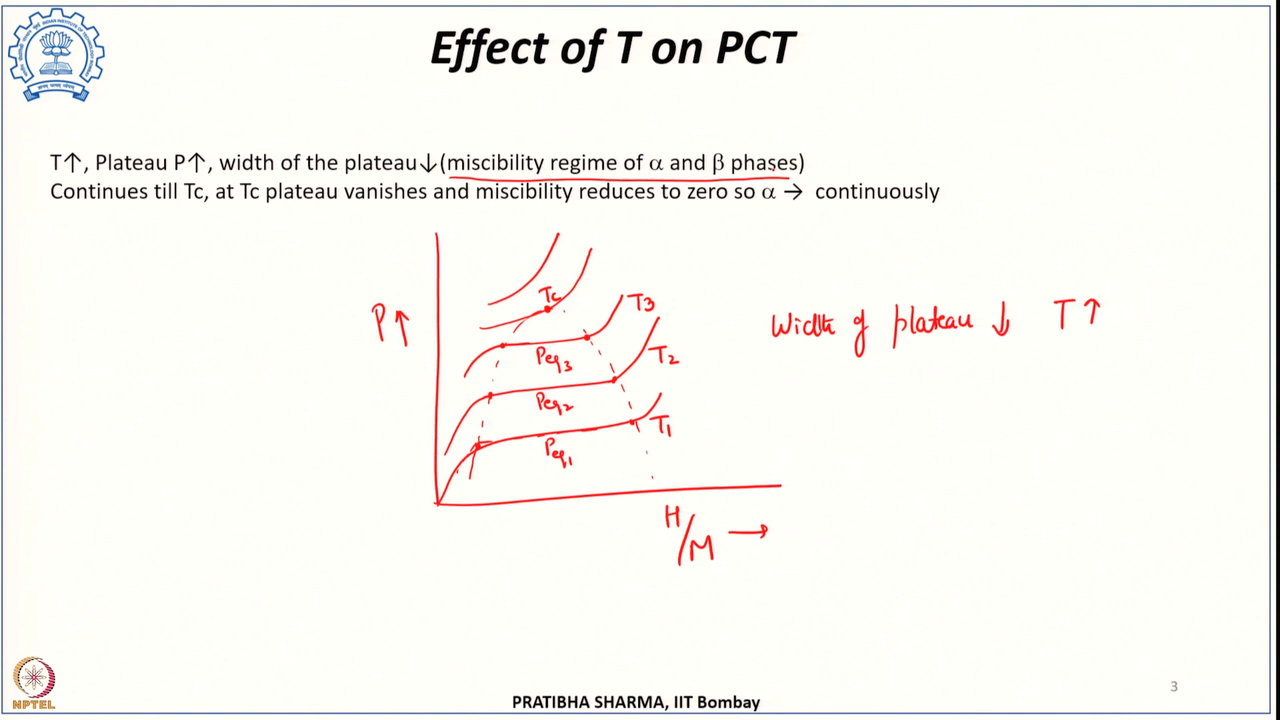 Effect of T on PCT
T↑, Plateau P↑, width of the plateau↓(miscibility regime of α and β phases)
Continues till Tc, at Tc plateau vanishes and miscibility reduces to zero so α → continuously
P↑
Tc
T3
Peq3
T2
Peq2
T1
Peq1
H/M →
Width of plateau ↓ T↑
NPTEL
PRATIBHA SHARMA, IIT Bombay
3